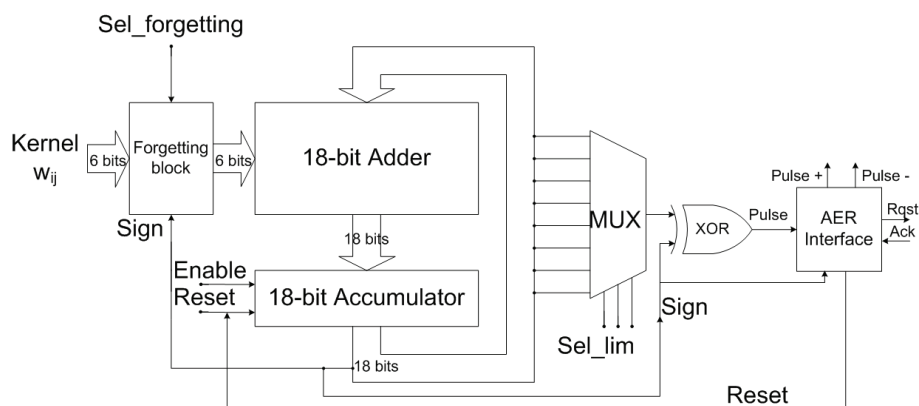 Sel_forgetting
Kernel
wij
6 bits
Forgetting
block
6 bits
18-bit Adder
Sign
18 bits
Enable
Reset
18-bit Accumulator
18 bits
MUX
Sel_lim
XOR
Pulse
Sign
Pulse +
Pulse -
AER
Interface
Rqst
Ack
Reset